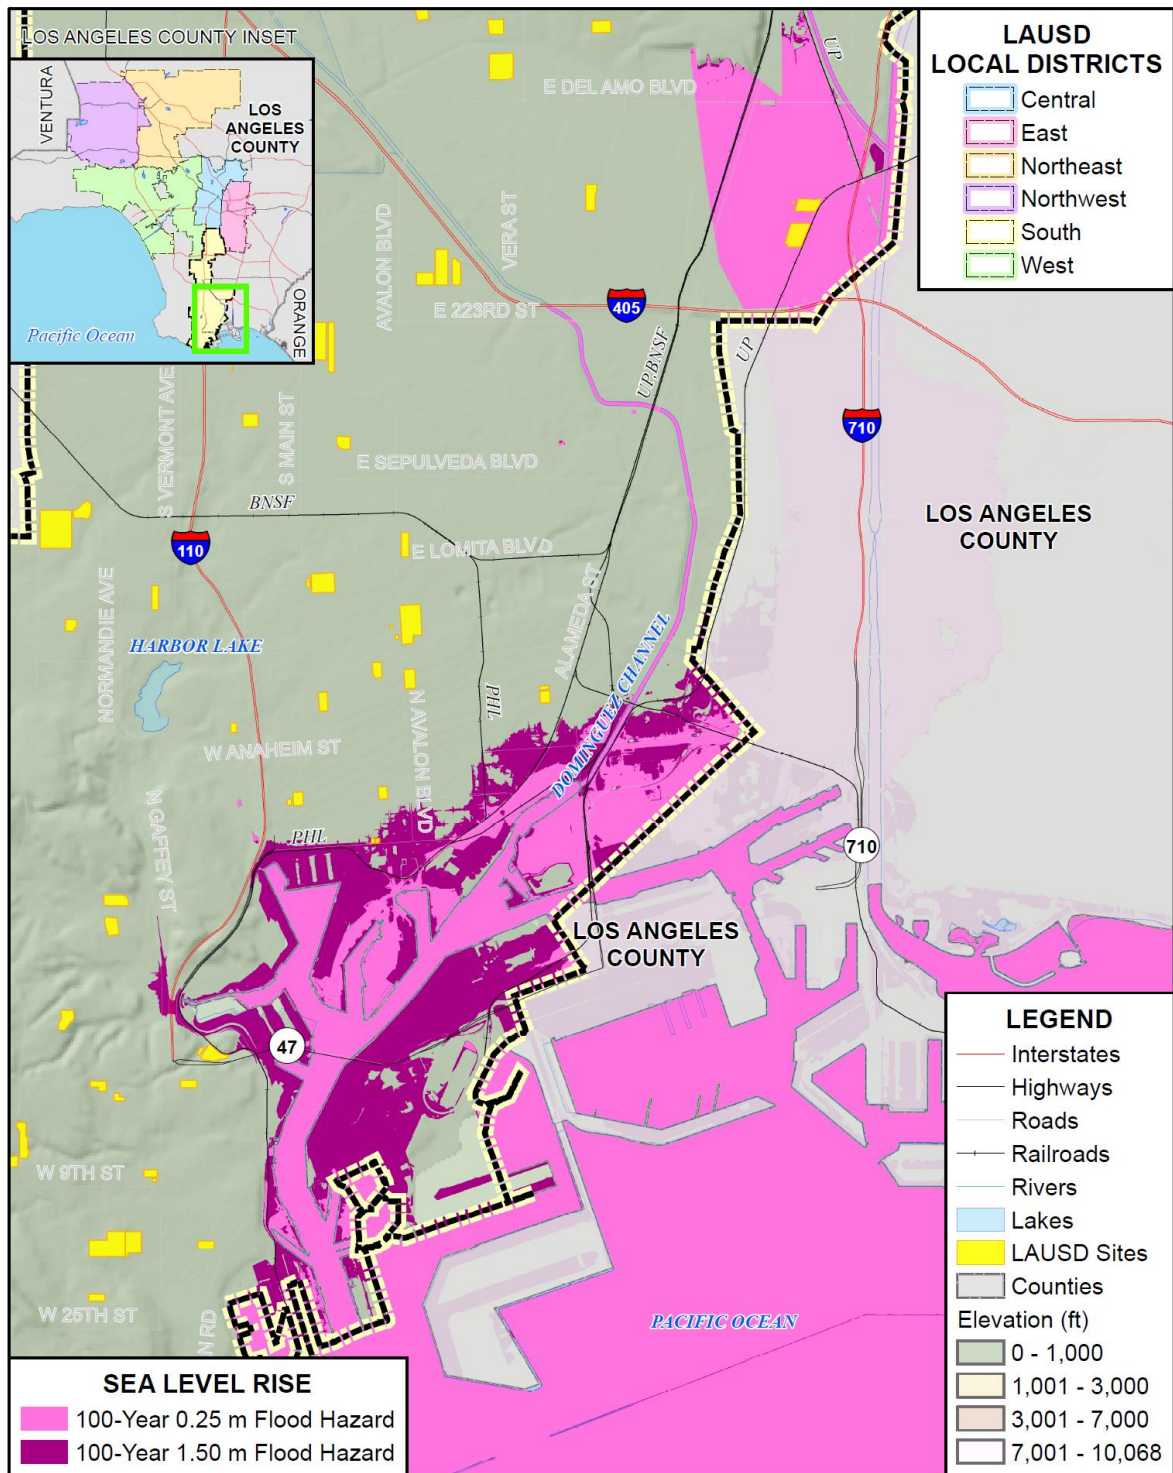 LOS ANGELES COUNTY INSET
VENTURA
LOS
ANGELES
COUNTY
Pacific Ocean
ORANGE
LAUSD
LOCAL DISTRICTS
Central
East
Northeast
Northwest
South
West
UP
E DEL AMO BLVD
AVALON BLVD
VERA ST
E 223RD ST
405
UP,BNSF
UP
710
S VERMONT AVE
S MAIN ST
E SEPULVEDA BLVD
BNSF
110
E LOMITA BLVD
LOS ANGELES
COUNTY
NORMANDIE AVE
HARBOR LAKE
ALAMEDA ST
DOMINGUEZ CHANNEL
PHL
N AVALON BLVD
W ANAHEIM ST
N GAFFEY ST
PHL
710
LOS ANGELES
COUNTY
47
W 9TH ST
W 25TH ST
N RD
PACIFIC OCEAN
LEGEND
Interstates
Highways
Roads
Railroads
Rivers
Lakes
LAUSD Sites
Counties
Elevation (ft)
0 - 1,000
1,001 - 3,000
3,001 - 7,000
7,001 - 10,068
SEA LEVEL RISE
100-Year 0.25 m Flood Hazard
100-Year 1.50 m Flood Hazard